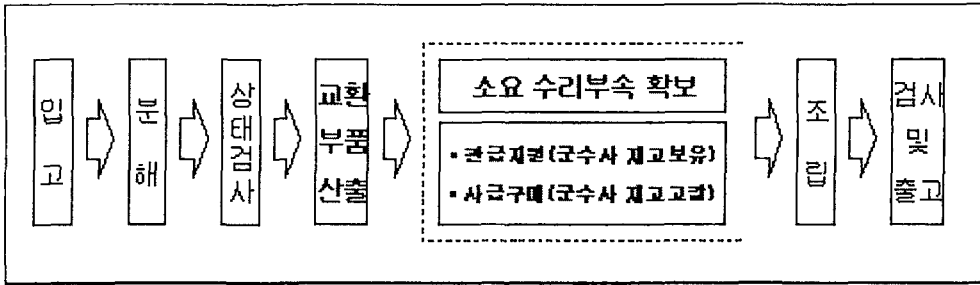 입고
분해
상태검사
교환
부품
산출
소요 수리부속 확보
▪ 관급지원(군수사 재고보유)
▪ 사급구매(군수사 재고고갈)
조립
검사
및
출고